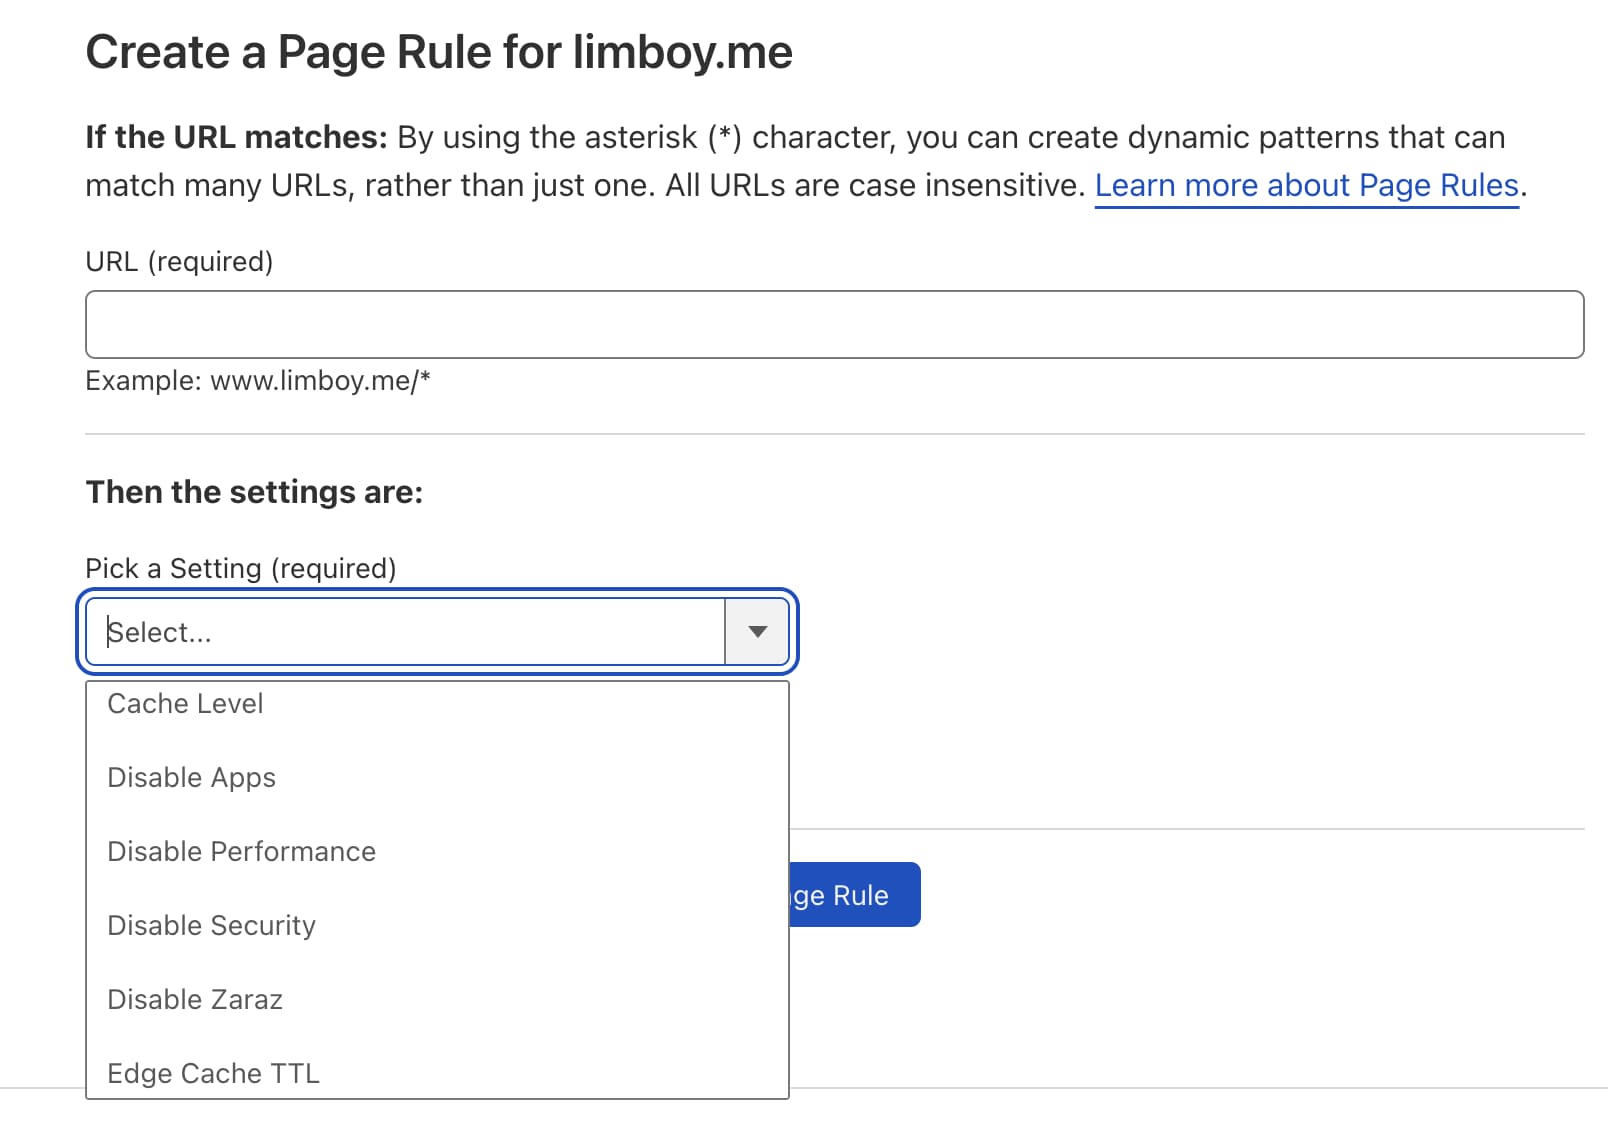 Create a Page Rule for limboy.me
If the URL matches: By using the asterisk (*) character, you can create dynamic patterns that can
match many URLs, rather than just one. All URLs are case insensitive. Learn more about Page Rules.
URL (required)
Example: www.limboy.me/*
Then the settings are:
Pick a Setting (required)
Select...
Cache Level
Disable Apps
Disable Performance
ge Rule
Disable Security
Disable Zaraz
Edge Cache TTL